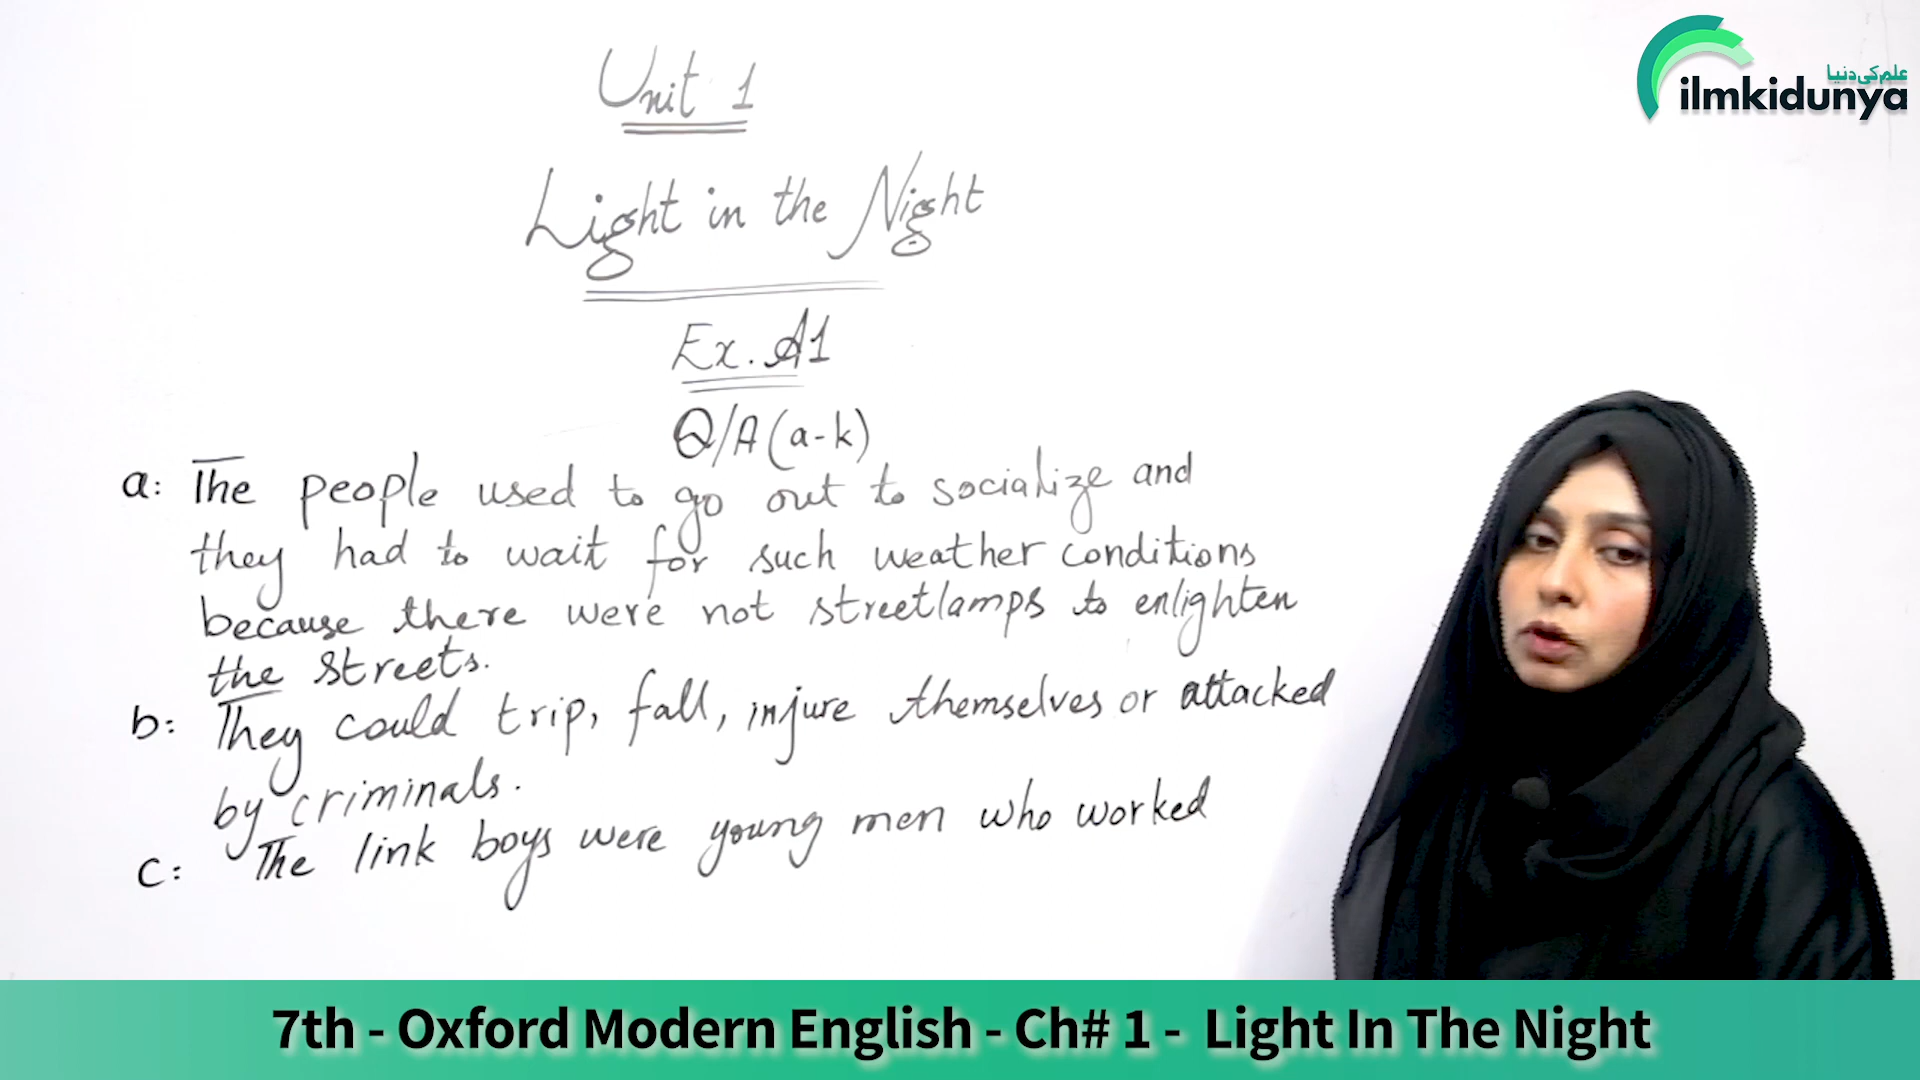 علم کی دنیا
ilmkidunya
Unit 1
Light in the Night
Ex. A1
Q/A (a-k)
a: The people used to go out to socialize and
they had to wait for such weather conditions
because there were not streetlamps to enlighten
the streets.
b: They could trip, fall, injure themselves or attacked
by criminals.
c: The link boys were young men who worked
7th - Oxford Modern English - Ch# 1 - Light In The Night